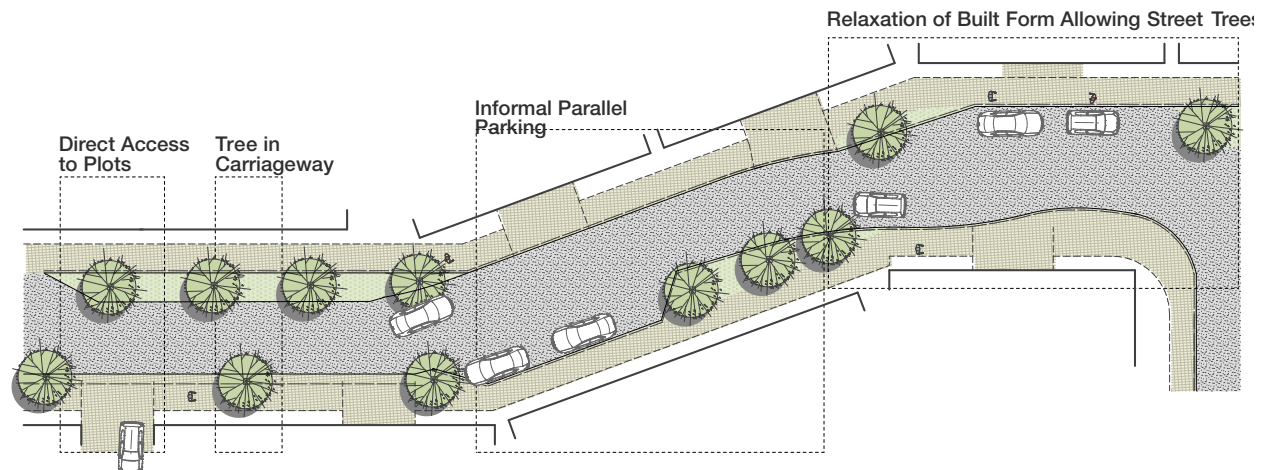 Relaxation of Built Form Allowing Street Trees
Informal Parallel
Parking
Direct Access
to Plots
Tree in
Carriageway